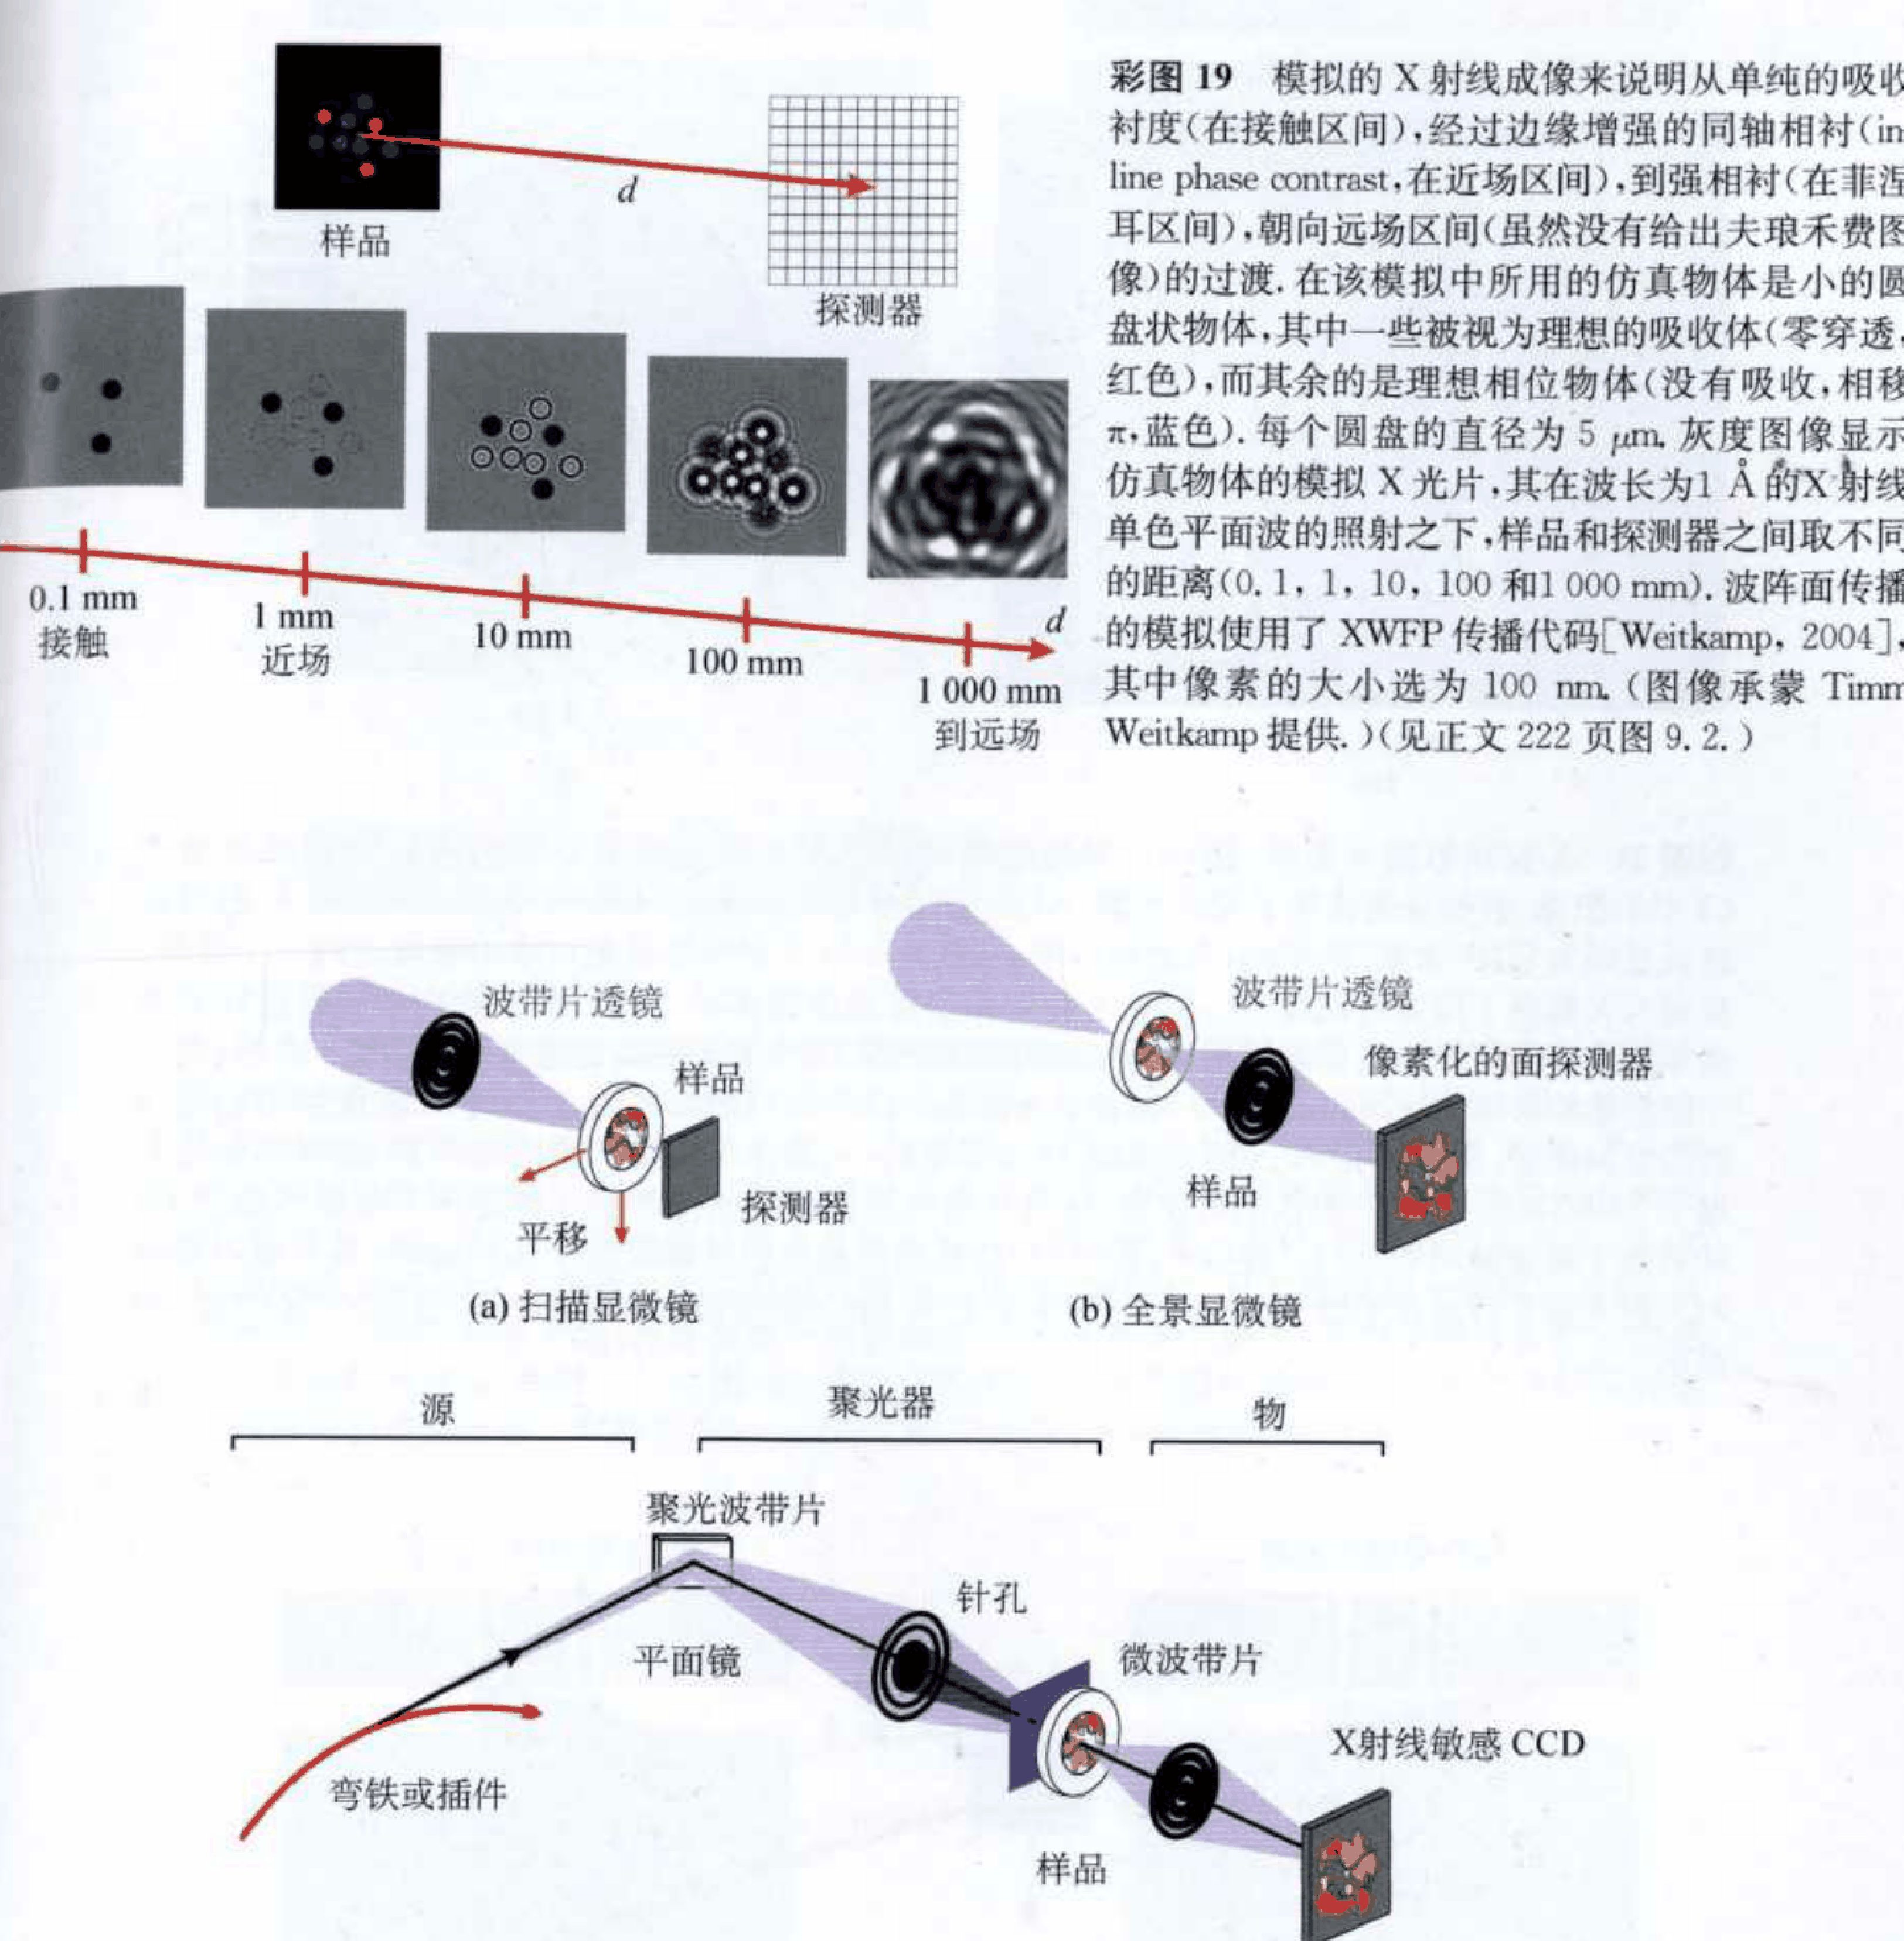 彩图 19 模拟的 X 射线成像来说明从单纯的吸收
衬度(在接触区间),经过边缘增强的同轴相衬(in
line phase contrast,在近场区间),到强相衬(在菲涅
耳区间),朝向远场区间(虽然没有给出夫琅禾费图
像)的过渡. 在该模拟中所用的仿真物体是小的圆
盘状物体,其中一些被视为理想的吸收体(零穿透,
红色),而其余的是理想相位物体(没有吸收,相移
π,蓝色). 每个圆盘的直径为 5 μm. 灰度图像显示
仿真物体的模拟 X 光片,其在波长为1 Å 的X 射线
单色平面波的照射之下,样品和探测器之间取不同
的距离(0.1, 1, 10, 100 和1 000 mm). 波阵面传播
的模拟使用了 XWFP 传播代码[Weitkamp, 2004],
其中像素的大小选为 100 nm. (图像承蒙 Timm
Weitkamp 提供.)(见正文 222 页图 9.2.)
d
样品
探测器
0.1 mm
接触
1 mm
近场
10 mm
100 mm
1 000 mm
到远场
d
波带片透镜
样品
探测器
平移
(a) 扫描显微镜
波带片透镜
像素化的面探测器
样品
(b) 全景显微镜
源
聚光器
物
聚光波带片
针孔
平面镜
微波带片
X射线敏感 CCD
弯铁或插件
样品